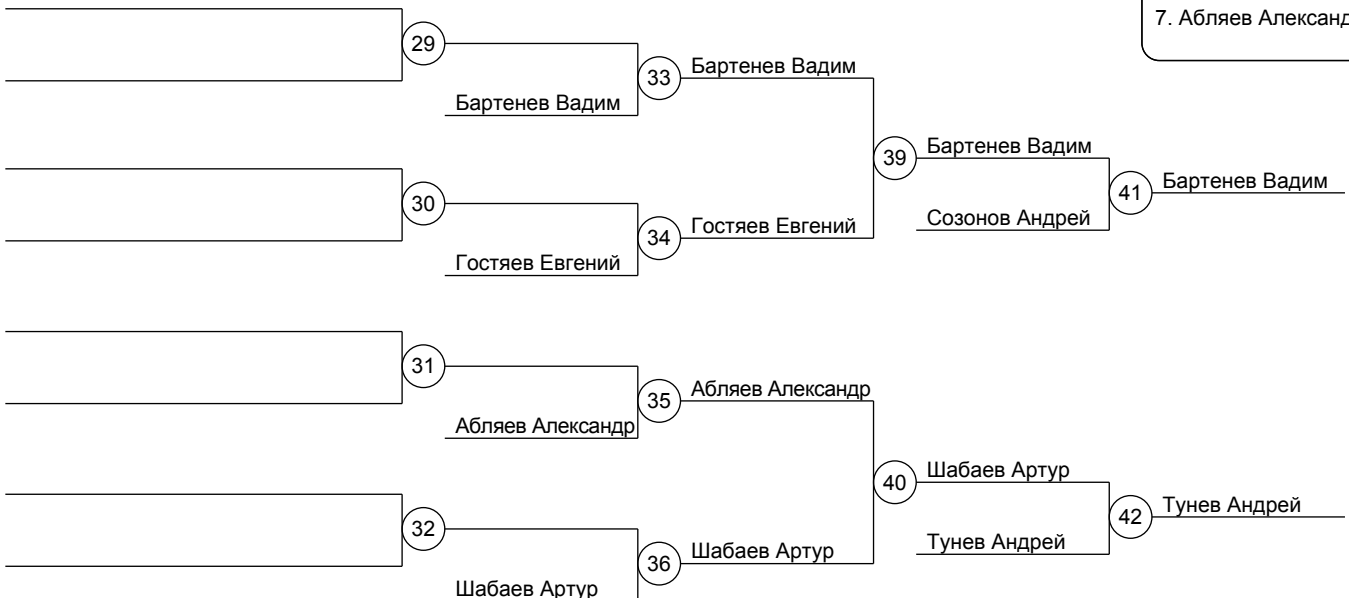 7. Абляев Александ
29
33
Бартенев Вадим
Бартенев Вадим
39
Бартенев Вадим
41
Бартенев Вадим
30
34
Гостяев Евгений
Созонов Андрей
Гостяев Евгений
31
35
Абляев Александр
Абляев Александр
40
Шабаев Артур
42
Тунев Андрей
32
36
Шабаев Артур
Тунев Андрей
Шабаев Артур